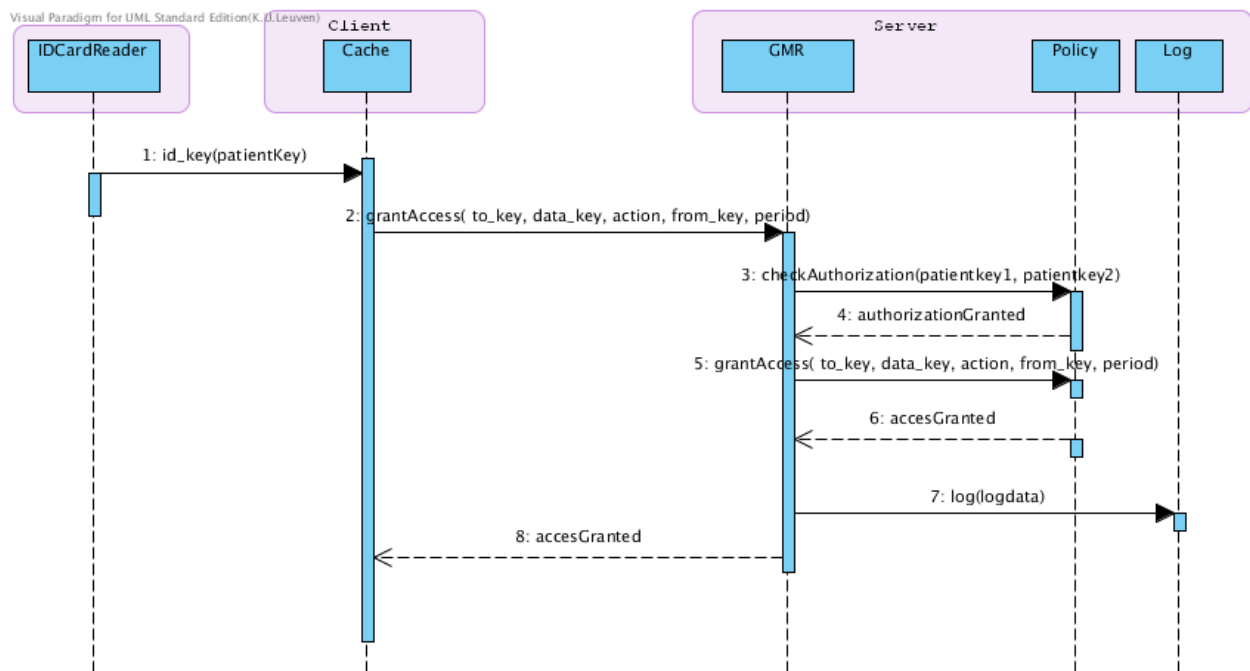 Visual Paradigm for UML Standard Edition(K.U.Leuven)
Client
Server
IDCardReader
Cache
GMR
Policy
Log
1: id_key(patientKey)
2: grantAccess( to_key, data_key, action, from_key, period)
3: checkAuthorization(patientkey1, patientkey2)
4: authorizationGranted
5: grantAccess( to_key, data_key, action, from_key, period)
6: accesGranted
7: log(logdata)
8: accesGranted